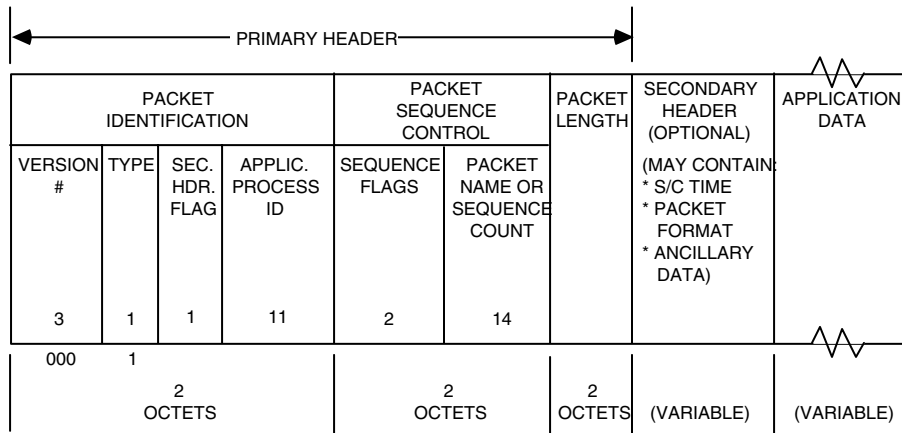 PRIMARY HEADER
PACKET
IDENTIFICATION
PACKET
SEQUENCE
CONTROL
PACKET
LENGTH
SECONDARY
HEADER
(OPTIONAL)
(MAY CONTAIN:
* S/C TIME
* PACKET
FORMAT
* ANCILLARY
DATA)
APPLICATION
DATA
VERSION
#
TYPE
SEC.
HDR.
FLAG
APPLIC.
PROCESS
ID
SEQUENCE
FLAGS
PACKET
NAME OR
SEQUENCE
COUNT
3
1
1
11
2
14
000
1
2
OCTETS
2
OCTETS
2
OCTETS
(VARIABLE)
(VARIABLE)